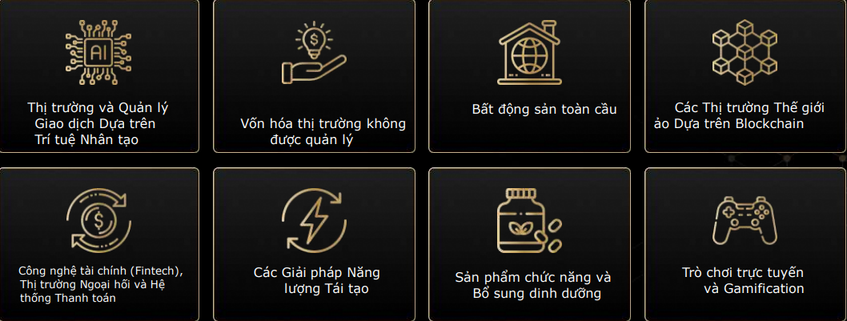 AI
Thị trường và Quản lý
Giao dịch Dựa trên
Trí tuệ Nhân tạo
$
Vốn hóa thị trường không
được quản lý
Bất động sản toàn cầu
Các Thị trường Thế giới
ảo Dựa trên Blockchain
$
Công nghệ tài chính (Fintech),
Thị trường Ngoại hối và Hệ
thống Thanh toán
Các Giải pháp Năng
lượng Tái tạo
Sản phẩm chức năng và
Bổ sung dinh dưỡng
Trò chơi trực tuyến
và Gamification